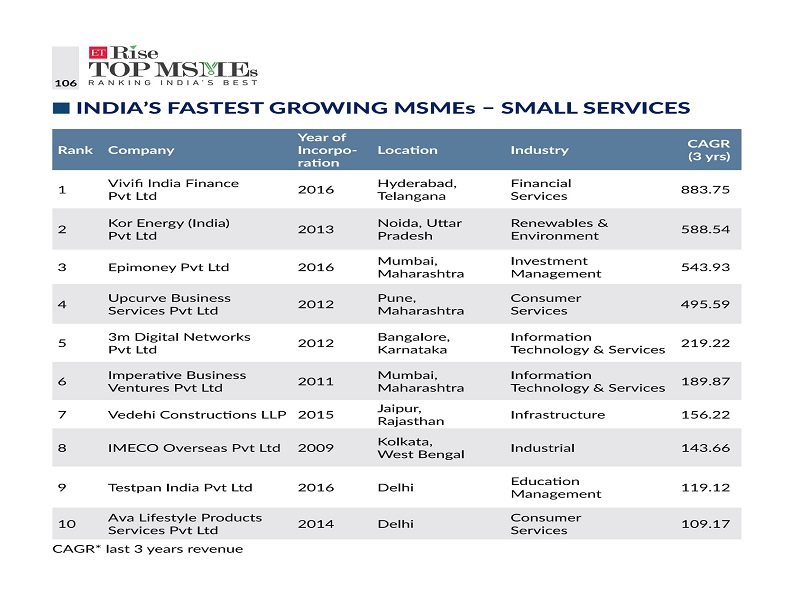 ET Rise
TOP MSMEs
106 RANKING INDIA'S BEST
INDIA'S FASTEST GROWING MSMEs – SMALL SERVICES
Rank Company Year of Incorpo-ration Location Industry CAGR (3 yrs)
1 Vivifi India Finance Pvt Ltd 2016 Hyderabad, Telangana Financial Services 883.75
2 Kor Energy (India) Pvt Ltd 2013 Noida, Uttar Pradesh Renewables & Environment 588.54
3 Epimoney Pvt Ltd 2016 Mumbai, Maharashtra Investment Management 543.93
4 Upcurve Business Services Pvt Ltd 2012 Pune, Maharashtra Consumer Services 495.59
5 3m Digital Networks Pvt Ltd 2012 Bangalore, Karnataka Information Technology & Services 219.22
6 Imperative Business Ventures Pvt Ltd 2011 Mumbai, Maharashtra Information Technology & Services 189.87
7 Vedehi Constructions LLP 2015 Jaipur, Rajasthan Infrastructure 156.22
8 IMECO Overseas Pvt Ltd 2009 Kolkata, West Bengal Industrial 143.66
9 Testpan India Pvt Ltd 2016 Delhi Education Management 119.12
10 Ava Lifestyle Products Services Pvt Ltd 2014 Delhi Consumer Services 109.17
CAGR* last 3 years revenue